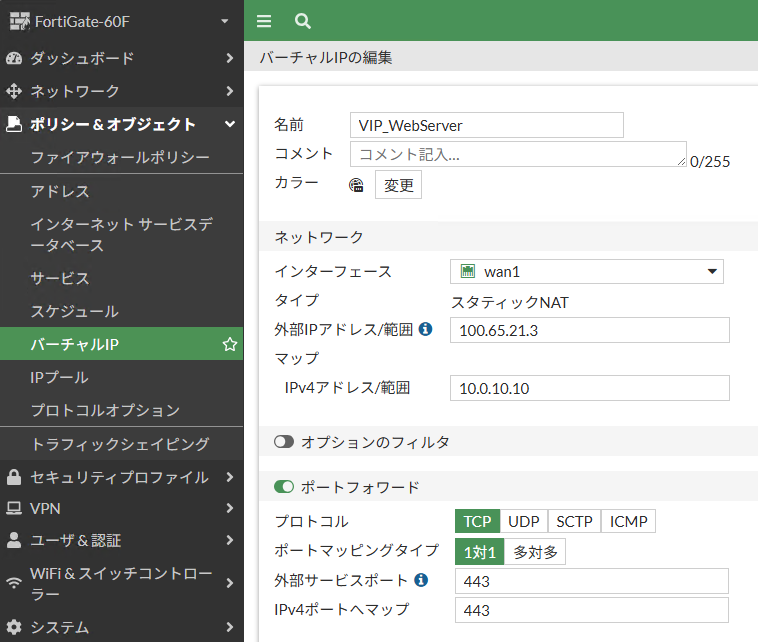 FortiGate-60F
ダッシュボード
ネットワーク
ポリシー & オブジェクト
ファイアウォールポリシー
アドレス
インターネット サービスデ
ータベース
サービス
スケジュール
バーチャルIP
IPプール
プロトコルオプション
トラフィックシェイピング
セキュリティプロファイル
VPN
ユーザ & 認証
WiFi & スイッチコントロー
ラー
システム
バーチャルIPの編集
名前 VIP_WebServer
コメント コメント記入... 0/255
カラー 変更
ネットワーク
インターフェース wan1
タイプ スタティックNAT
外部IPアドレス/範囲 100.65.21.3
マップ
IPv4アドレス/範囲 10.0.10.10
オプションのフィルタ
ポートフォワード
プロトコル TCP UDP SCTP ICMP
ポートマッピングタイプ 1対1 多対多
外部サービスポート 443
IPv4ポートへマップ 443